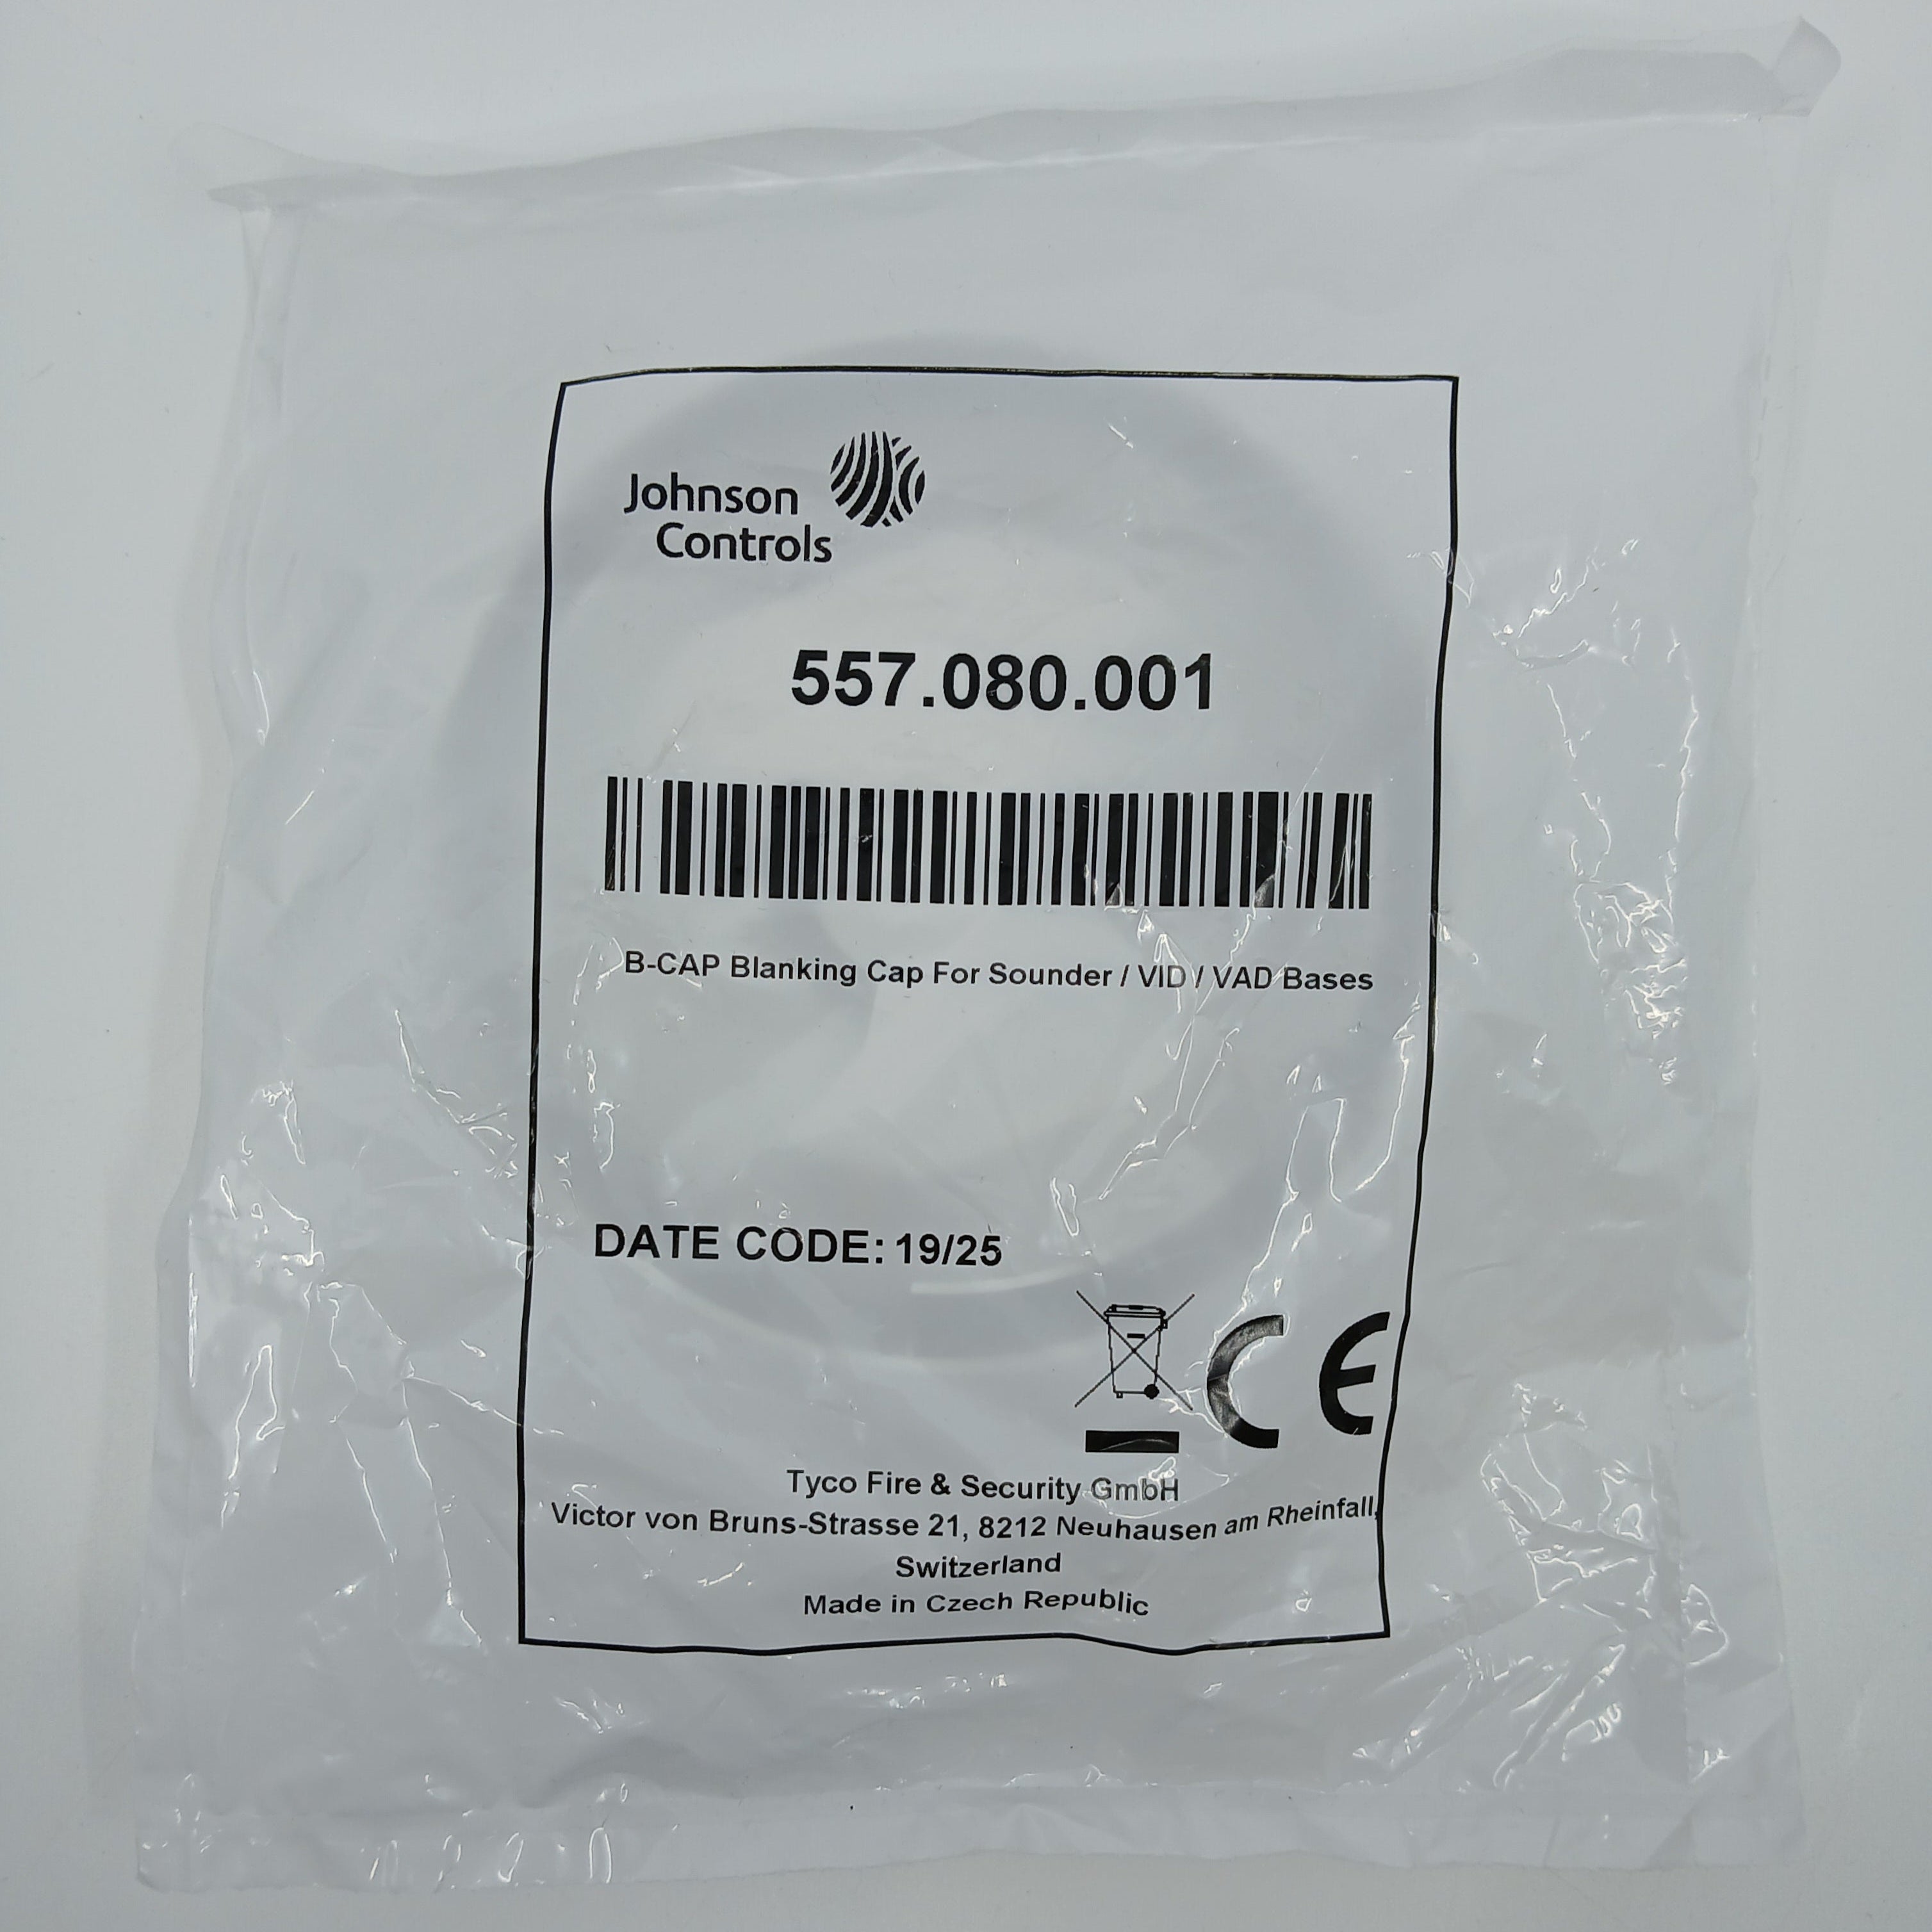 Johnson
Controls
557.080.001
B-CAP Blanking Cap For Sounder / VID / VAD Bases
DATE CODE: 19/25
CE
Tyco Fire & Security GmbH
Victor von Bruns-Strasse 21, 8212 Neuhausen am Rheinfall,
Switzerland
Made in Czech Republic